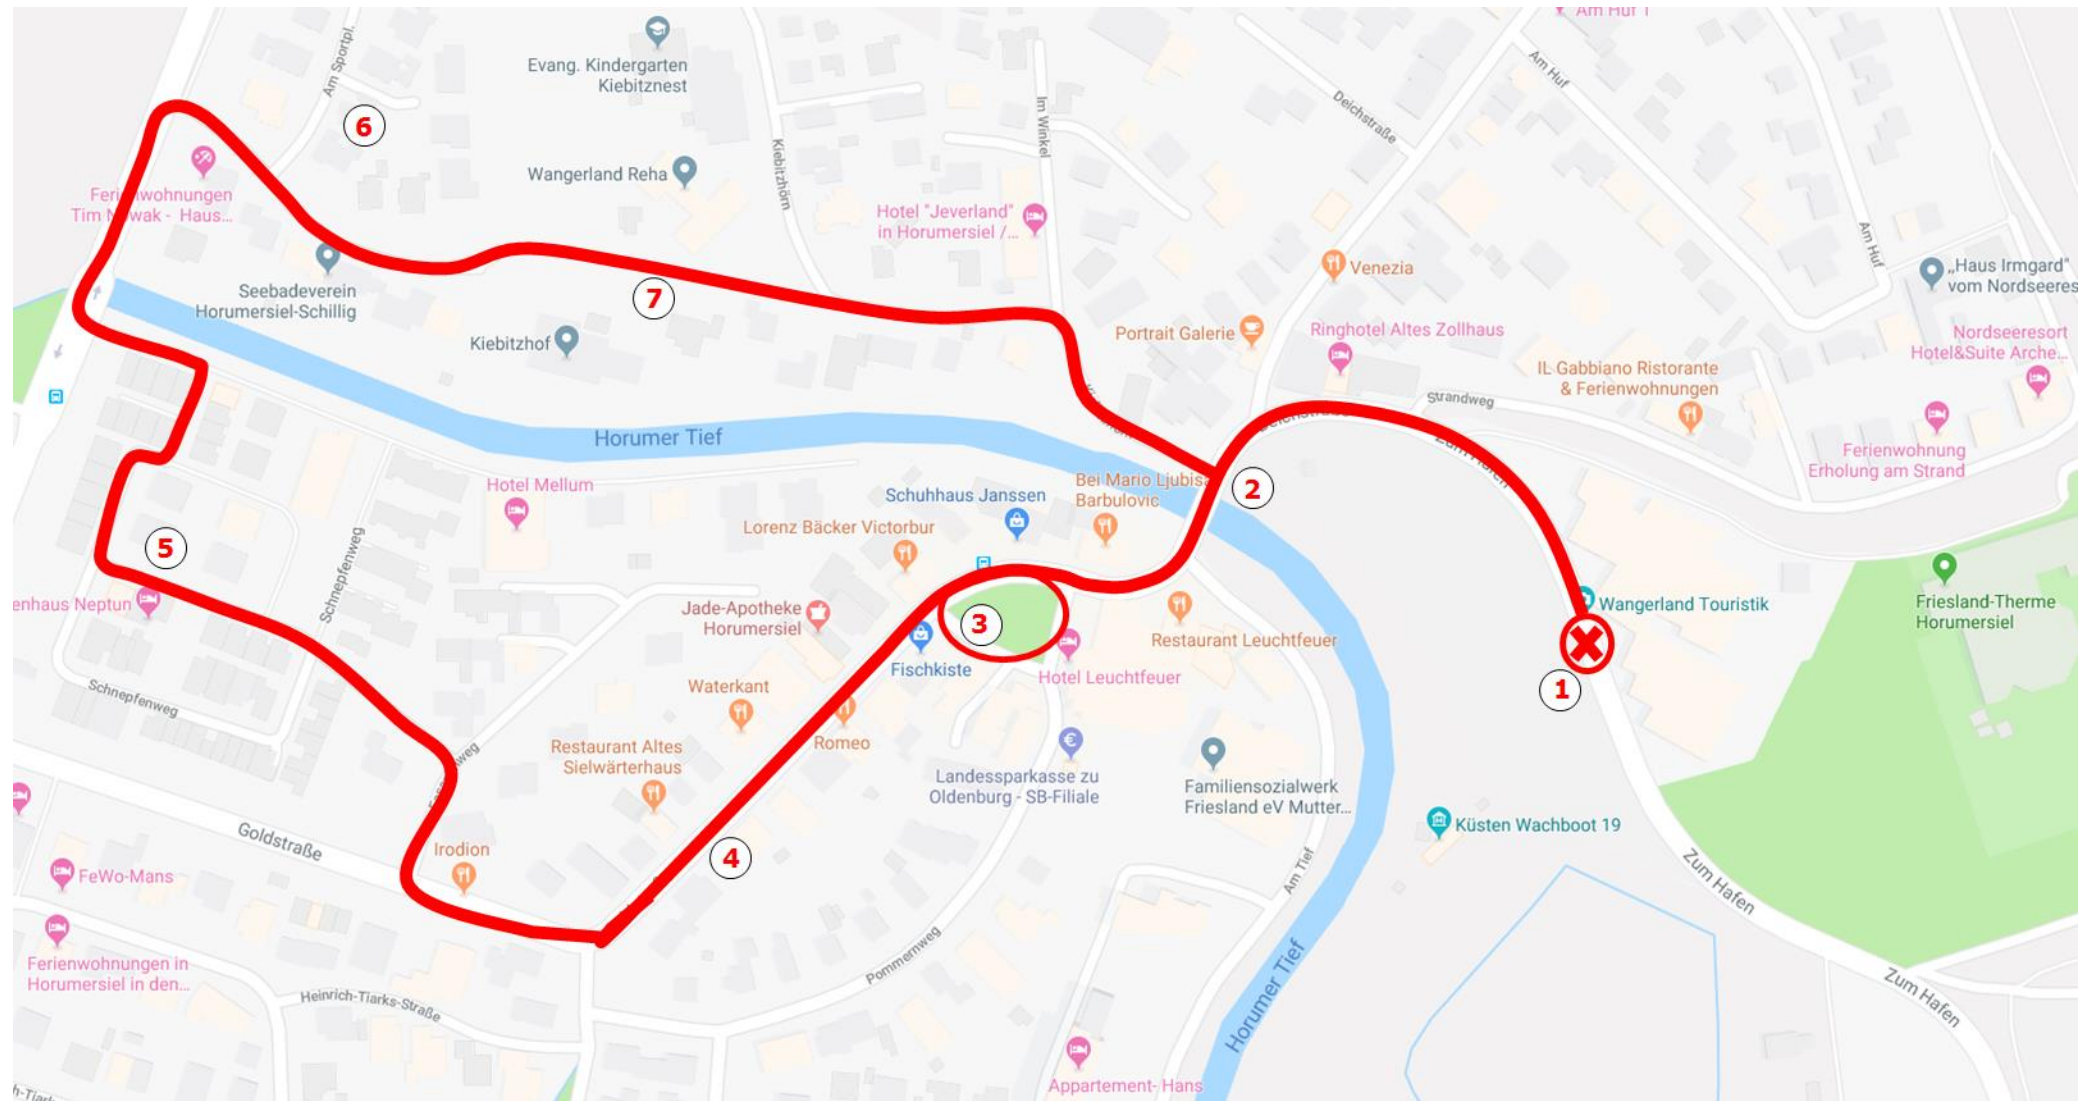 Am Huf 1
Am Sportpl.
Evang. Kindergarten
Kiebitznest
Am Huf
Deichstraße
Im Winkel
6
Kiebitzhörn
Wangerland Reha
Ferienwohnungen
Tim Nowak - Haus...
Hotel "Jeverland"
in Horumersiel /...
Am Huf
Venezia
„Haus Irmgard"
vom Nordseeres
Seebadeverein
Horumersiel-Schillig
7
Kiebitzhof
Portrait Galerie
Ringhotel Altes Zollhaus
Nordseeresort
Hotel&Suite Arche...
IL Gabbiano Ristorante
& Ferienwohnungen
Strandweg
Horumer Tief
Zum Hafen
Ferienwohnung
Erholung am Strand
Hotel Mellum
Schuhhaus Janssen
Bei Mario Ljubisa
Barbulovic
2
Lorenz Bäcker Victorbur
5
Schnepfenweg
enhaus Neptun
Jade-Apotheke
Horumersiel
3
Wangerland Touristik
Friesland-Therme
Horumersiel
Restaurant Leuchtfeuer
Fischkiste
Hotel Leuchtfeuer
1
Schnepfenweg
Waterkant
Romeo
Restaurant Altes
Sielwärterhaus
Landessparkasse zu
Oldenburg - SB-Filiale
Familiensozialwerk
Friesland eV Mutter...
Küsten Wachboot 19
Goldstraße
Irodion
4
FeWo-Mans
Am Tief
Zum Hafen
Pommernweg
Ferienwohnungen in
Horumersiel in den...
Heinrich-Tiarks-Straße
Horumer Tief
Zum Hafen
Appartement- Hans